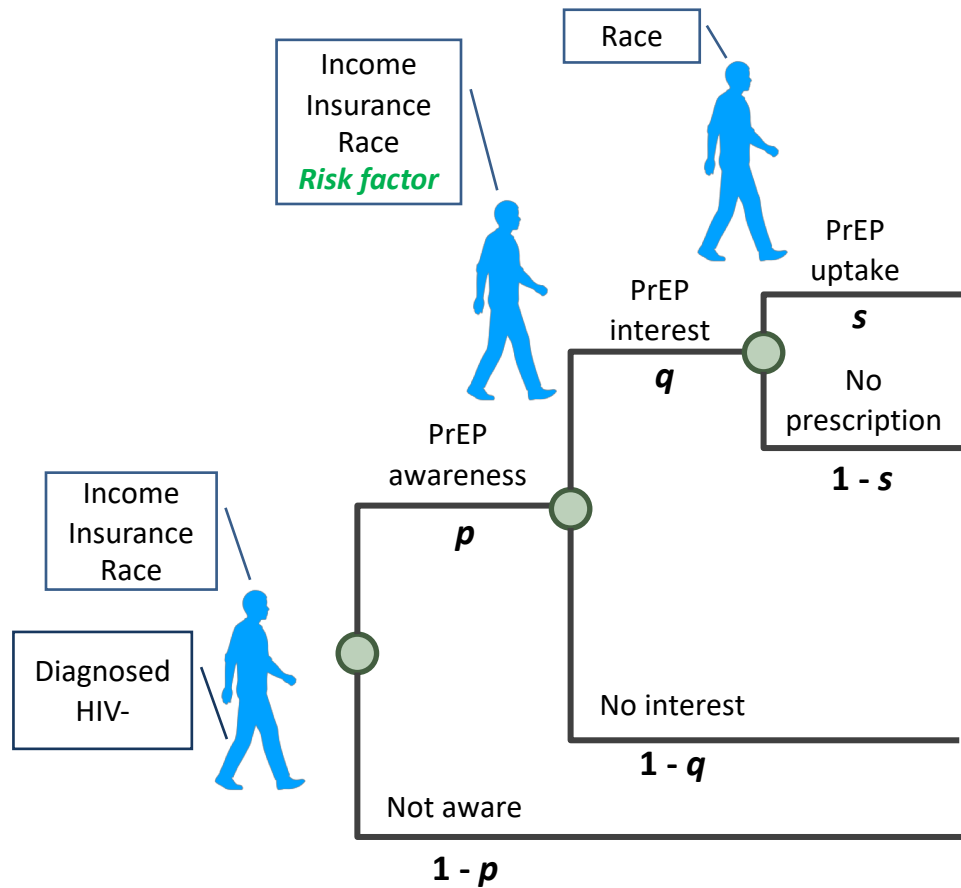 Income
Insurance
Race
Risk factor
Race
PrEP
uptake
s
No
prescription
1 - s
PrEP
interest
q
PrEP
awareness
p
Income
Insurance
Race
Diagnosed
HIV-
No interest
1 - q
Not aware
1 - p